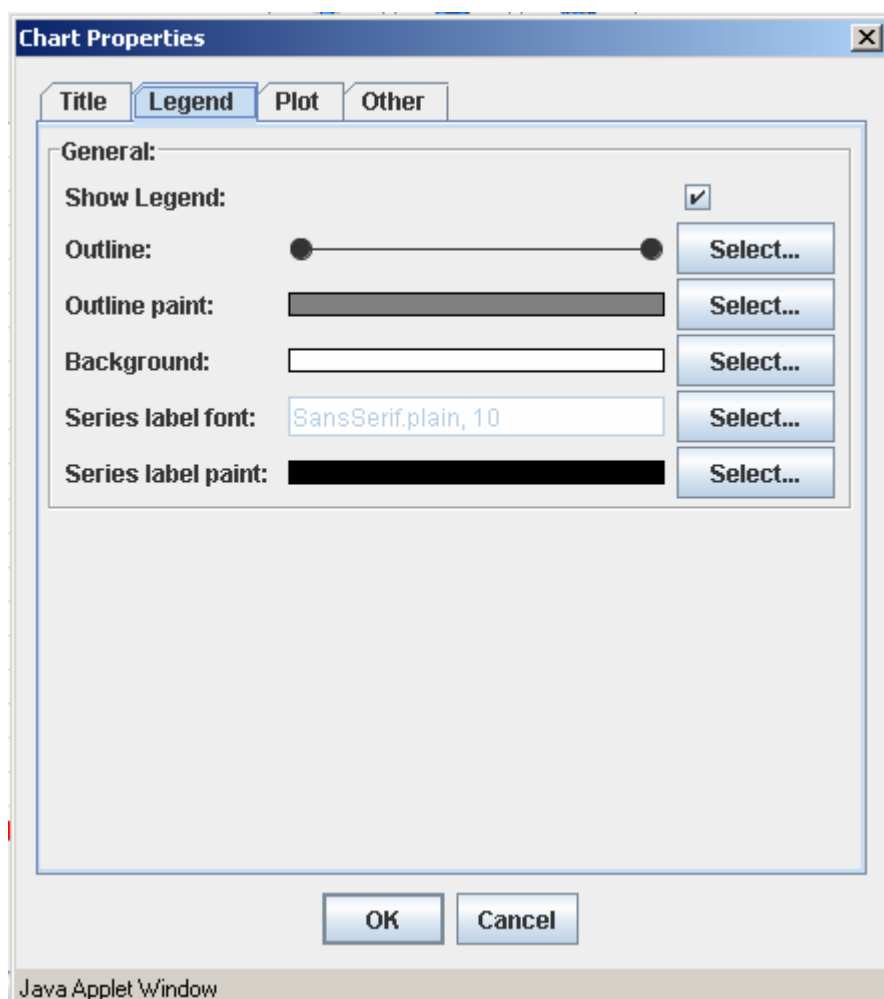 Chart Properties
Title Legend Plot Other
General:
Show Legend:
Outline: Select...
Outline paint: Select...
Background: Select...
Series label font: SansSerif.plain, 10 Select...
Series label paint: Select...
OK Cancel
Java Applet Window